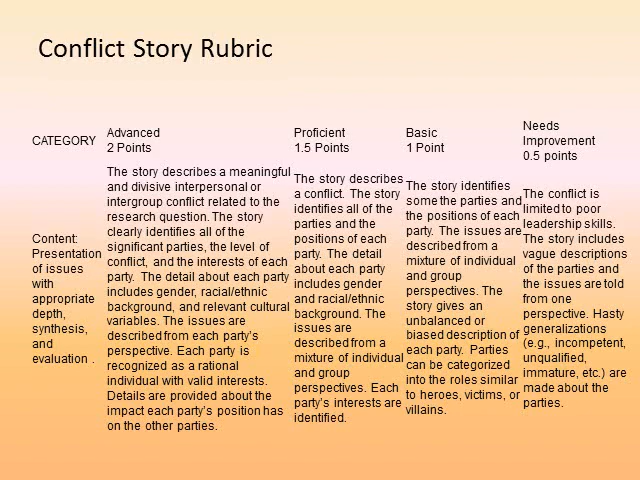 Conflict Story Rubric
CATEGORY
Advanced
2 Points
Proficient
1.5 Points
Basic
1 Point
Needs
Improvement
0.5 points
Content:
Presentation
of issues
with
appropriate
depth,
synthesis,
and
evaluation .
The story describes a meaningful
and divisive interpersonal or
intergroup conflict related to the
research question. The story
clearly identifies all of the
significant parties, the level of
conflict, and the interests of each
party. The detail about each party
includes gender, racial/ethnic
background, and relevant cultural
variables. The issues are
described from each party's
perspective. Each party is
recognized as a rational
individual with valid interests.
Details are provided about the
impact each party's position has
on the other parties.
The story describes
a conflict. The story
identifies all of the
parties and the
positions of each
party. The detail
about each party
includes gender
and racial/ethnic
background. The
issues are
described from a
mixture of individual
and group
perspectives. Each
party's interests are
identified.
The story identifies
some the parties and
the positions of each
party. The issues are
described from a
mixture of individual
and group
perspectives. The
story gives an
unbalanced or
biased description of
each party. Parties
can be categorized
into the roles similar
to heroes, victims, or
villains.
The conflict is
limited to poor
leadership skills.
The story includes
vague descriptions
of the parties and
the issues are told
from one
perspective. Hasty
generalizations
(e.g., incompetent,
unqualified,
immature, etc.) are
made about the
parties.